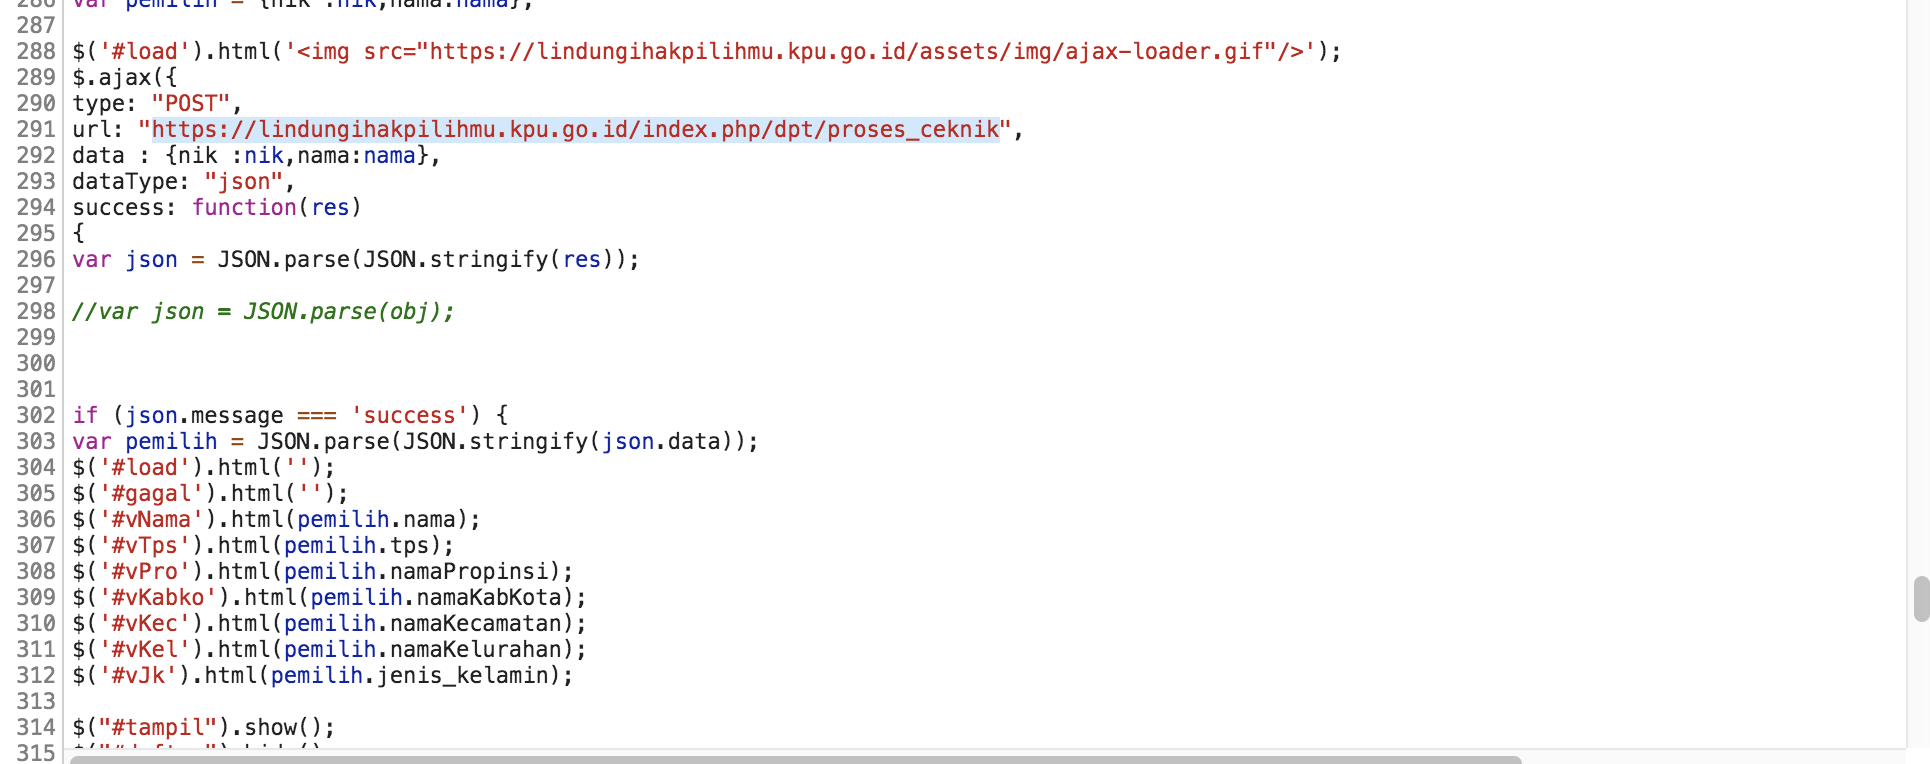 286 var pemilih = {nik :nik,nama:nama};
287
288 $('#load').html('<img src="https://lindungihakpilihmu.kpu.go.id/assets/img/ajax-loader.gif"/>');
289 $.ajax({
290 type: "POST",
291 url: "https://lindungihakpilihmu.kpu.go.id/index.php/dpt/proses_ceknik",
292 data : {nik :nik,nama:nama},
293 dataType: "json",
294 success: function(res)
295 {
296 var json = JSON.parse(JSON.stringify(res));
297
298 //var json = JSON.parse(obj);
299
300
301
302 if (json.message === 'success') {
303 var pemilih = JSON.parse(JSON.stringify(json.data));
304 $('#load').html('');
305 $('#gagal').html('');
306 $('#vNama').html(pemilih.nama);
307 $('#vTps').html(pemilih.tps);
308 $('#vPro').html(pemilih.namaPropinsi);
309 $('#vKabko').html(pemilih.namaKabKota);
310 $('#vKec').html(pemilih.namaKecamatan);
311 $('#vKel').html(pemilih.namaKelurahan);
312 $('#vJk').html(pemilih.jenis_kelamin);
313
314 $("#tampil").show();
315